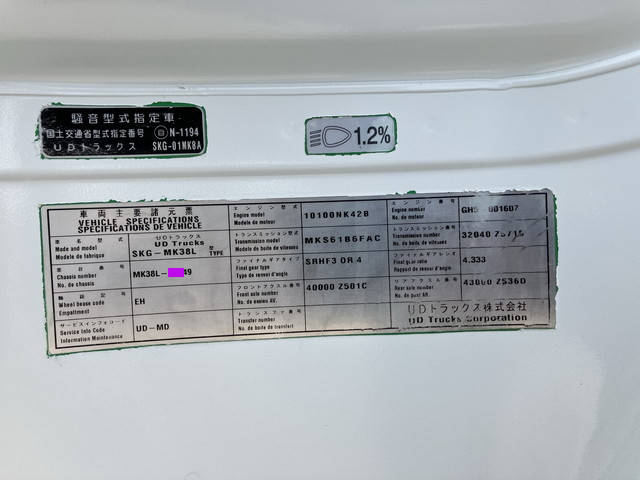 騒音型式指定車
国土交通省型式指定番号 N-1194
UDトラックス SKG-01MK8A
1.2%
車両主要諸元票
VEHICLE SPECIFICATIONS
SPECIFICATIONS DE VEHICLE
車名型式 UDトラックス
Make and model UD Trucks
Modele de fabrique SKG-MK38L 型 TYPE
車台番号
Chassis number MK38L- 49
No. de chassis
軸距記号
Wheel base code EH
Empattement
サービスインフォコード
Service Info Code UD-MD
Information Maintenance
エンジン型式
Engine model 10100NK42B
Modele de moteur
トランスミッション型式
Transmission model MKS61B6FAC
Modele de boite de vitesses
ファイナルギアタイプ
Final gear type SRHF3 OR 4
Type de renvoi d'angle
フロントアクスル番号
Front axle number 40000 Z501C
No. de essieu AV.
トランスファ番号
Transfer number
No. de boite de transfert
エンジン番号
Engine number GH5
No. de moteur
トランスミッション番号
Transmission number 32040
No. de boite de vitesses
ファイナルギアレシオ
Final gear ratio 4.333
Rapport de renvoi d'angle
リアアクスル番号
Rear axle number 43000 Z536D
No. de pont AR.
UDトラックス株式会社
UD Trucks Corporation